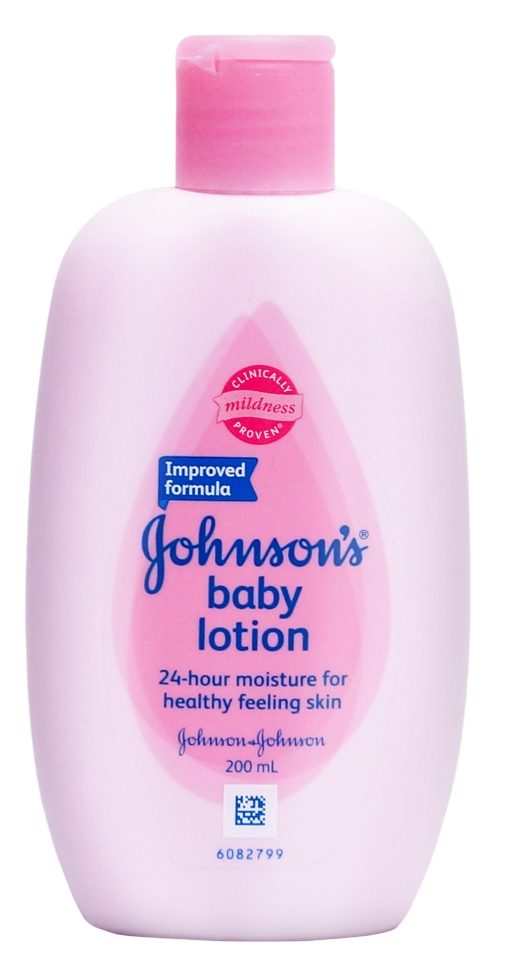 CLINICALLY
mildness
PROVEN®
Improved
formula
Johnson's®
baby
lotion
24-hour moisture for
healthy feeling skin
Johnson+Johnson
200 mL
6082799